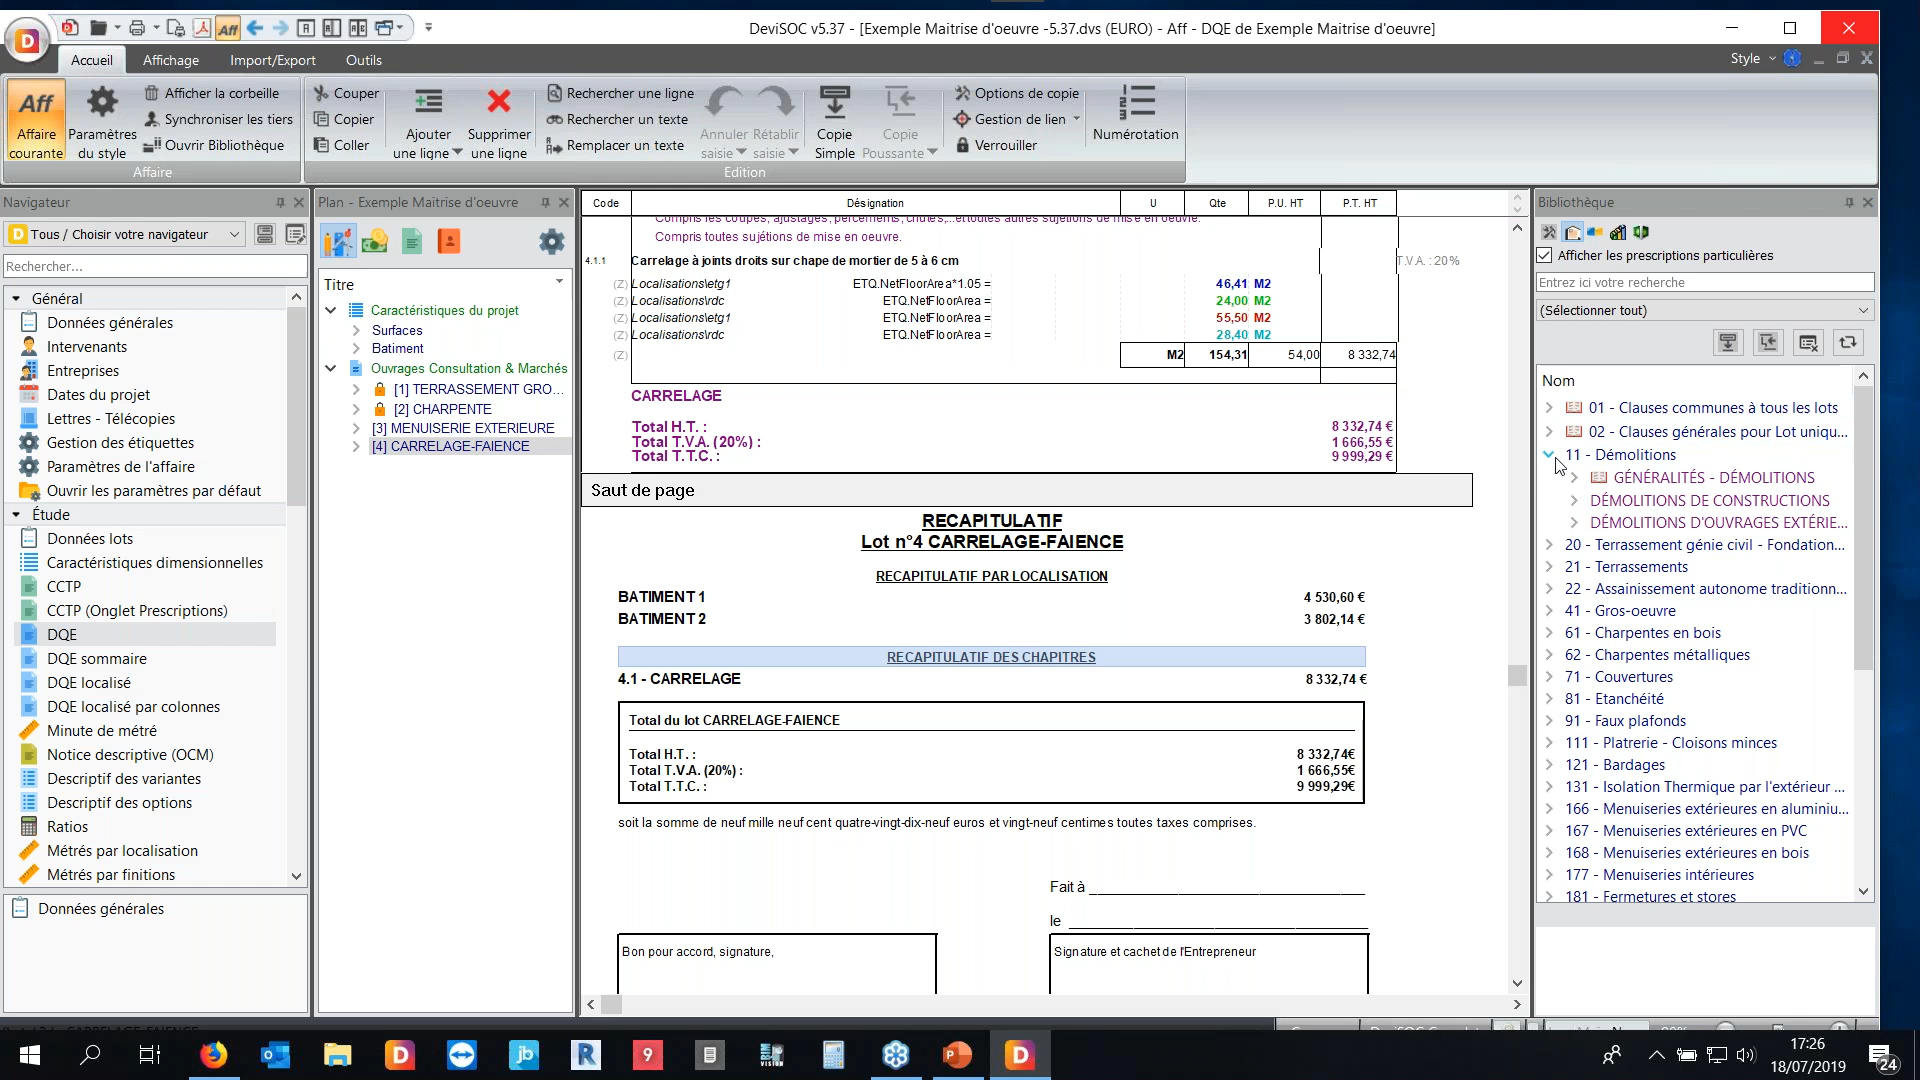 DeviSOC v5.37 - [Exemple Maitrise d'oeuvre -5.37.dvs (EURO) - Aff - DQE de Exemple Maitrise d'oeuvre]
Accueil Affichage Import/Export Outils Style
Aff Affaire courante
Paramètres du style
Afficher la corbeille
Synchroniser les tiers
Ouvrir Bibliothèque
Affaire
Couper
Copier
Coller
Ajouter une ligne
Supprimer une ligne
Rechercher une ligne
Rechercher un texte
Remplacer un texte
Annuler saisie
Rétablir saisie
Copie Simple
Copie Poussante
Options de copie
Gestion de lien
Verrouiller
Numérotation
Edition
Navigateur
Tous / Choisir votre navigateur
Rechercher...
Général
Données générales
Intervenants
Entreprises
Dates du projet
Lettres - Télécopies
Gestion des étiquettes
Paramètres de l'affaire
Ouvrir les paramètres par défaut
Étude
Données lots
Caractéristiques dimensionnelles
CCTP
CCTP (Onglet Prescriptions)
DQE
DQE sommaire
DQE localisé
DQE localisé par colonnes
Minute de métré
Notice descriptive (OCM)
Descriptif des variantes
Descriptif des options
Ratios
Métrés par localisation
Métrés par finitions
Données générales
Plan - Exemple Maitrise d'oeuvre
Titre
Caractéristiques du projet
Surfaces
Batiment
Ouvrages Consultation & Marchés
[1] TERRASSEMENT GRO...
[2] CHARPENTE
[3] MENUISERIE EXTERIEURE
[4] CARRELAGE-FAIENCE
Code Désignation U Qte P.U. HT P.T. HT
Compris les coupes, ajustages, percements, chutes,...et toutes autres sujétions de mise en oeuvre.
Compris toutes sujétions de mise en oeuvre.
4.1.1 Carrelage à joints droits sur chape de mortier de 5 à 6 cm T.V.A. : 20%
(Z) Localisations\etg1 ETQ.NetFloorArea*1.05 = 46,41 M2
(Z) Localisations\rdc ETQ.NetFloorArea = 24,00 M2
(Z) Localisations\etg1 ETQ.NetFloorArea = 55,50 M2
(Z) Localisations\rdc ETQ.NetFloorArea = 28,40 M2
(Z) M2 154,31 54,00 8 332,74
CARRELAGE
Total H.T. : 8 332,74 €
Total T.V.A. (20%) : 1 666,55 €
Total T.T.C. : 9 999,29 €
Saut de page
RECAPITULATIF
Lot n°4 CARRELAGE-FAIENCE
RECAPITULATIF PAR LOCALISATION
BATIMENT 1 4 530,60 €
BATIMENT 2 3 802,14 €
RECAPITULATIF DES CHAPITRES
4.1 - CARRELAGE 8 332,74 €
Total du lot CARRELAGE-FAIENCE
Total H.T. : 8 332,74€
Total T.V.A. (20%) : 1 666,55€
Total T.T.C. : 9 999,29€
soit la somme de neuf mille neuf cent quatre-vingt-dix-neuf euros et vingt-neuf centimes toutes taxes comprises.
Fait à
le
Bon pour accord, signature,
Signature et cachet de l'Entrepreneur
Bibliothèque
Afficher les prescriptions particulières
Entrez ici votre recherche
(Sélectionner tout)
Nom
01 - Clauses communes à tous les lots
02 - Clauses générales pour Lot uniqu...
11 - Démolitions
GÉNÉRALITÉS - DÉMOLITIONS
DÉMOLITIONS DE CONSTRUCTIONS
DÉMOLITIONS D'OUVRAGES EXTÉRIE...
20 - Terrassement génie civil - Fondation...
21 - Terrassements
22 - Assainissement autonome traditionn...
41 - Gros-oeuvre
61 - Charpentes en bois
62 - Charpentes métalliques
71 - Couvertures
81 - Etanchéité
91 - Faux plafonds
111 - Platrerie - Cloisons minces
121 - Bardages
131 - Isolation Thermique par l'extérieur ...
166 - Menuiseries extérieures en aluminiu...
167 - Menuiseries extérieures en PVC
168 - Menuiseries extérieures en bois
177 - Menuiseries intérieures
181 - Fermetures et stores
17:26
18/07/2019
24